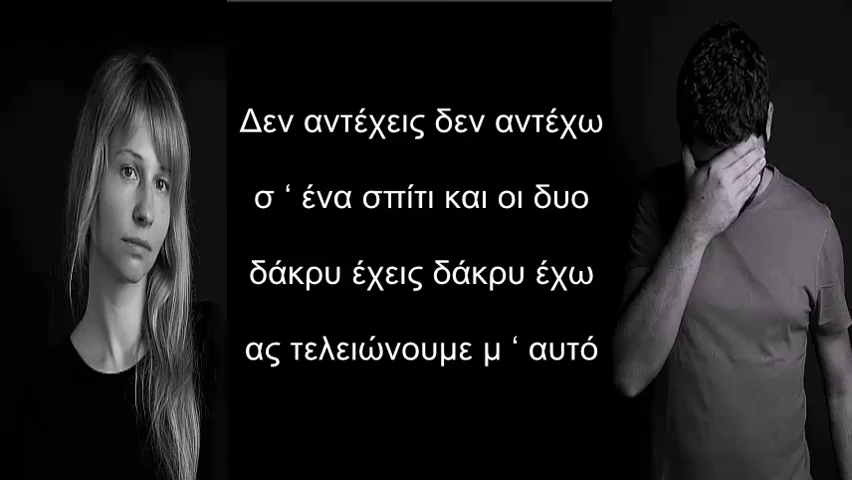 Δεν αντέχεις δεν αντέχω
σ ‘ ένα σπίτι και οι δυο
δάκρυ έχεις δάκρυ έχω
ας τελειώνουμε μ ‘ αυτό